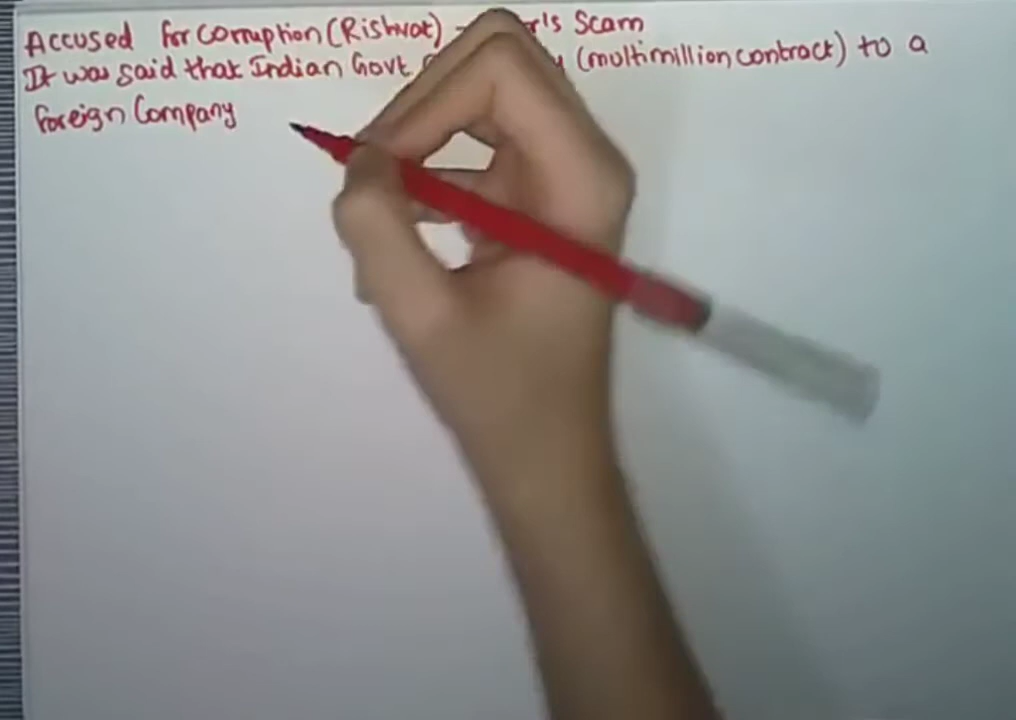 Accused for corruption (Rishvat) - r's Scam
It was said that Indian Govt (multimillion contract) to a
foreign Company